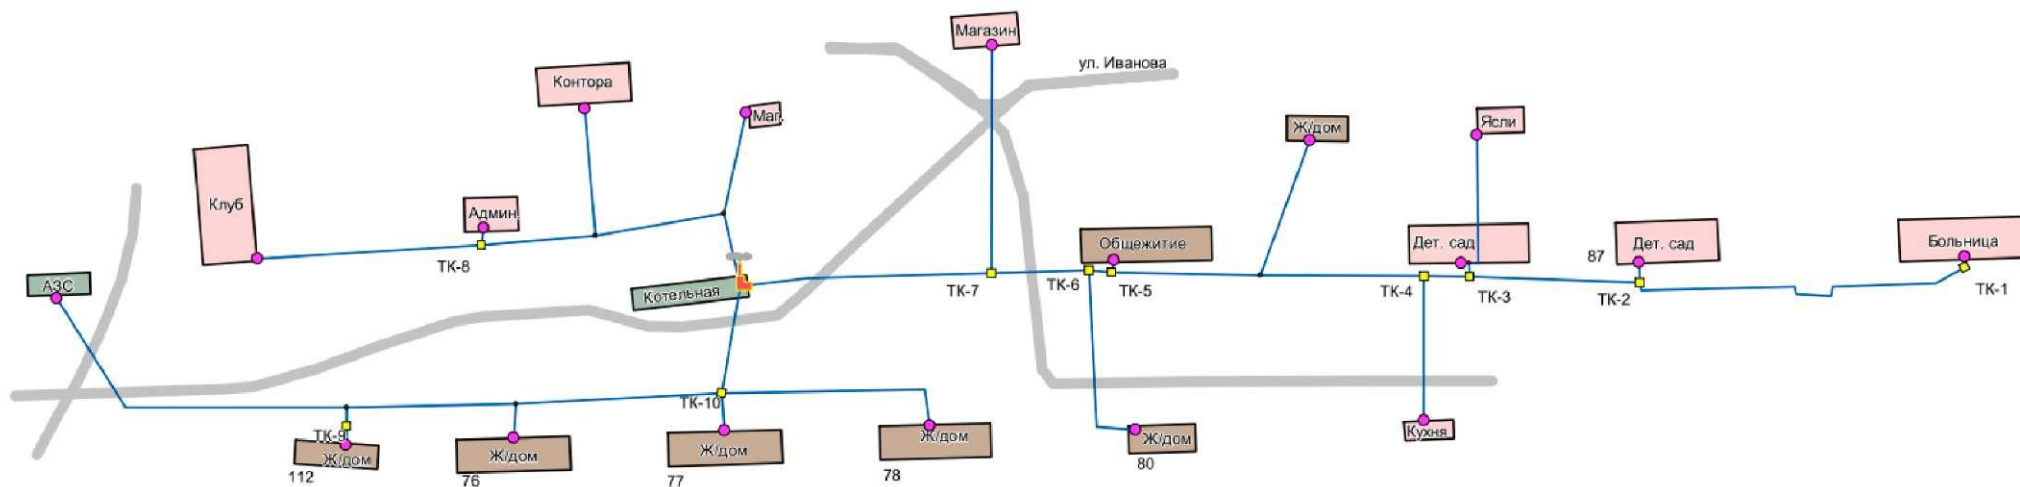 Магазин
ул. Иванова
Контора
Маг.
Ж/дом
Ясли
Клуб
Админ.
ТК-8
Общежитие
Дет. сад
87
Дет. сад
Больница
АЗС
Котельная
ТК-7
ТК-6
ТК-5
ТК-4
ТК-3
ТК-2
ТК-1
ТК-10
ТК-9
Ж/дом
112
Ж/дом
76
Ж/дом
77
Ж/дом
78
Ж/дом
80
Кухня